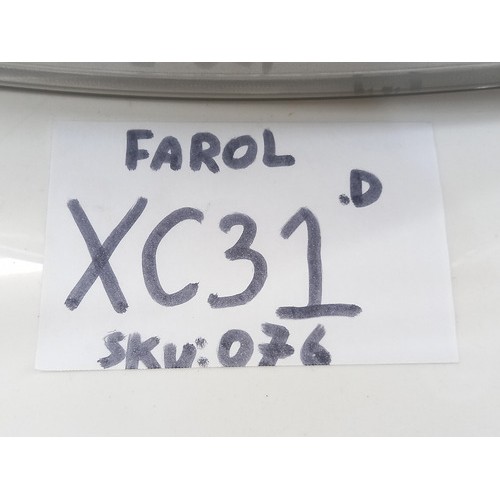 FAROL
XC31 .D
SKU:076